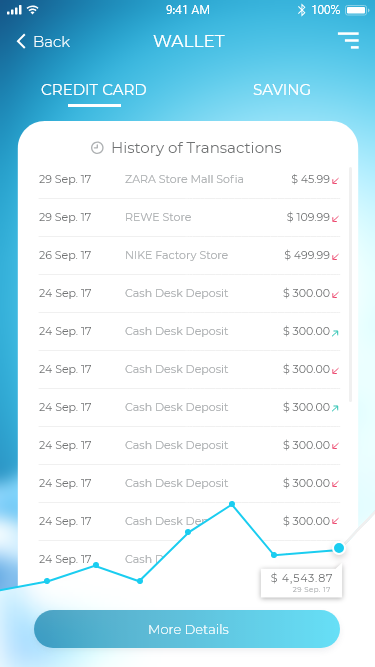 9:41 AM 100%
Back WALLET
CREDIT CARD SAVING
History of Transactions
29 Sep. 17 ZARA Store Mall Sofia $ 45.99
29 Sep. 17 REWE Store $ 109.99
26 Sep. 17 NIKE Factory Store $ 499.99
24 Sep. 17 Cash Desk Deposit $ 300.00
24 Sep. 17 Cash Desk Deposit $ 300.00
24 Sep. 17 Cash Desk Deposit $ 300.00
24 Sep. 17 Cash Desk Deposit $ 300.00
24 Sep. 17 Cash Desk Deposit $ 300.00
24 Sep. 17 Cash Desk Deposit $ 300.00
24 Sep. 17 Cash Desk $ 300.00
24 Sep. 17 Cash
$ 4,543.87
29 Sep. 17
More Details